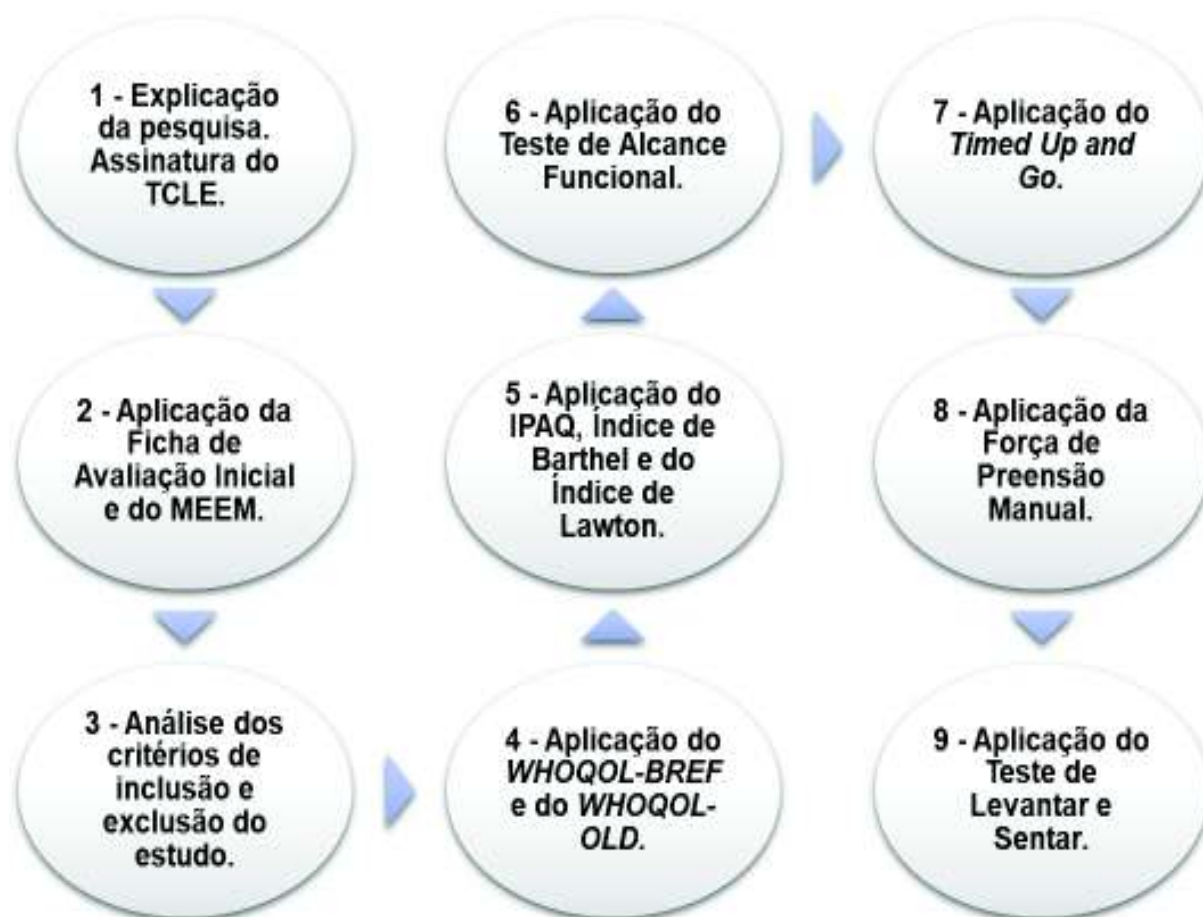 1 - Explicação
da pesquisa.
Assinatura do
TCLE.
2 - Aplicação da
Ficha de
Avaliação Inicial
e do MEEM.
3 - Análise dos
critérios de
inclusão e
exclusão do
estudo.
4 - Aplicação do
WHOQOL-BREF
e do WHOQOL-
OLD.
5 - Aplicação do
IPAQ, Índice de
Barthel e do
Índice de
Lawton.
6 - Aplicação do
Teste de Alcance
Funcional.
7 - Aplicação do
Timed Up and
Go.
8 - Aplicação da
Força de
Preensão
Manual.
9 - Aplicação do
Teste de
Levantar e
Sentar.